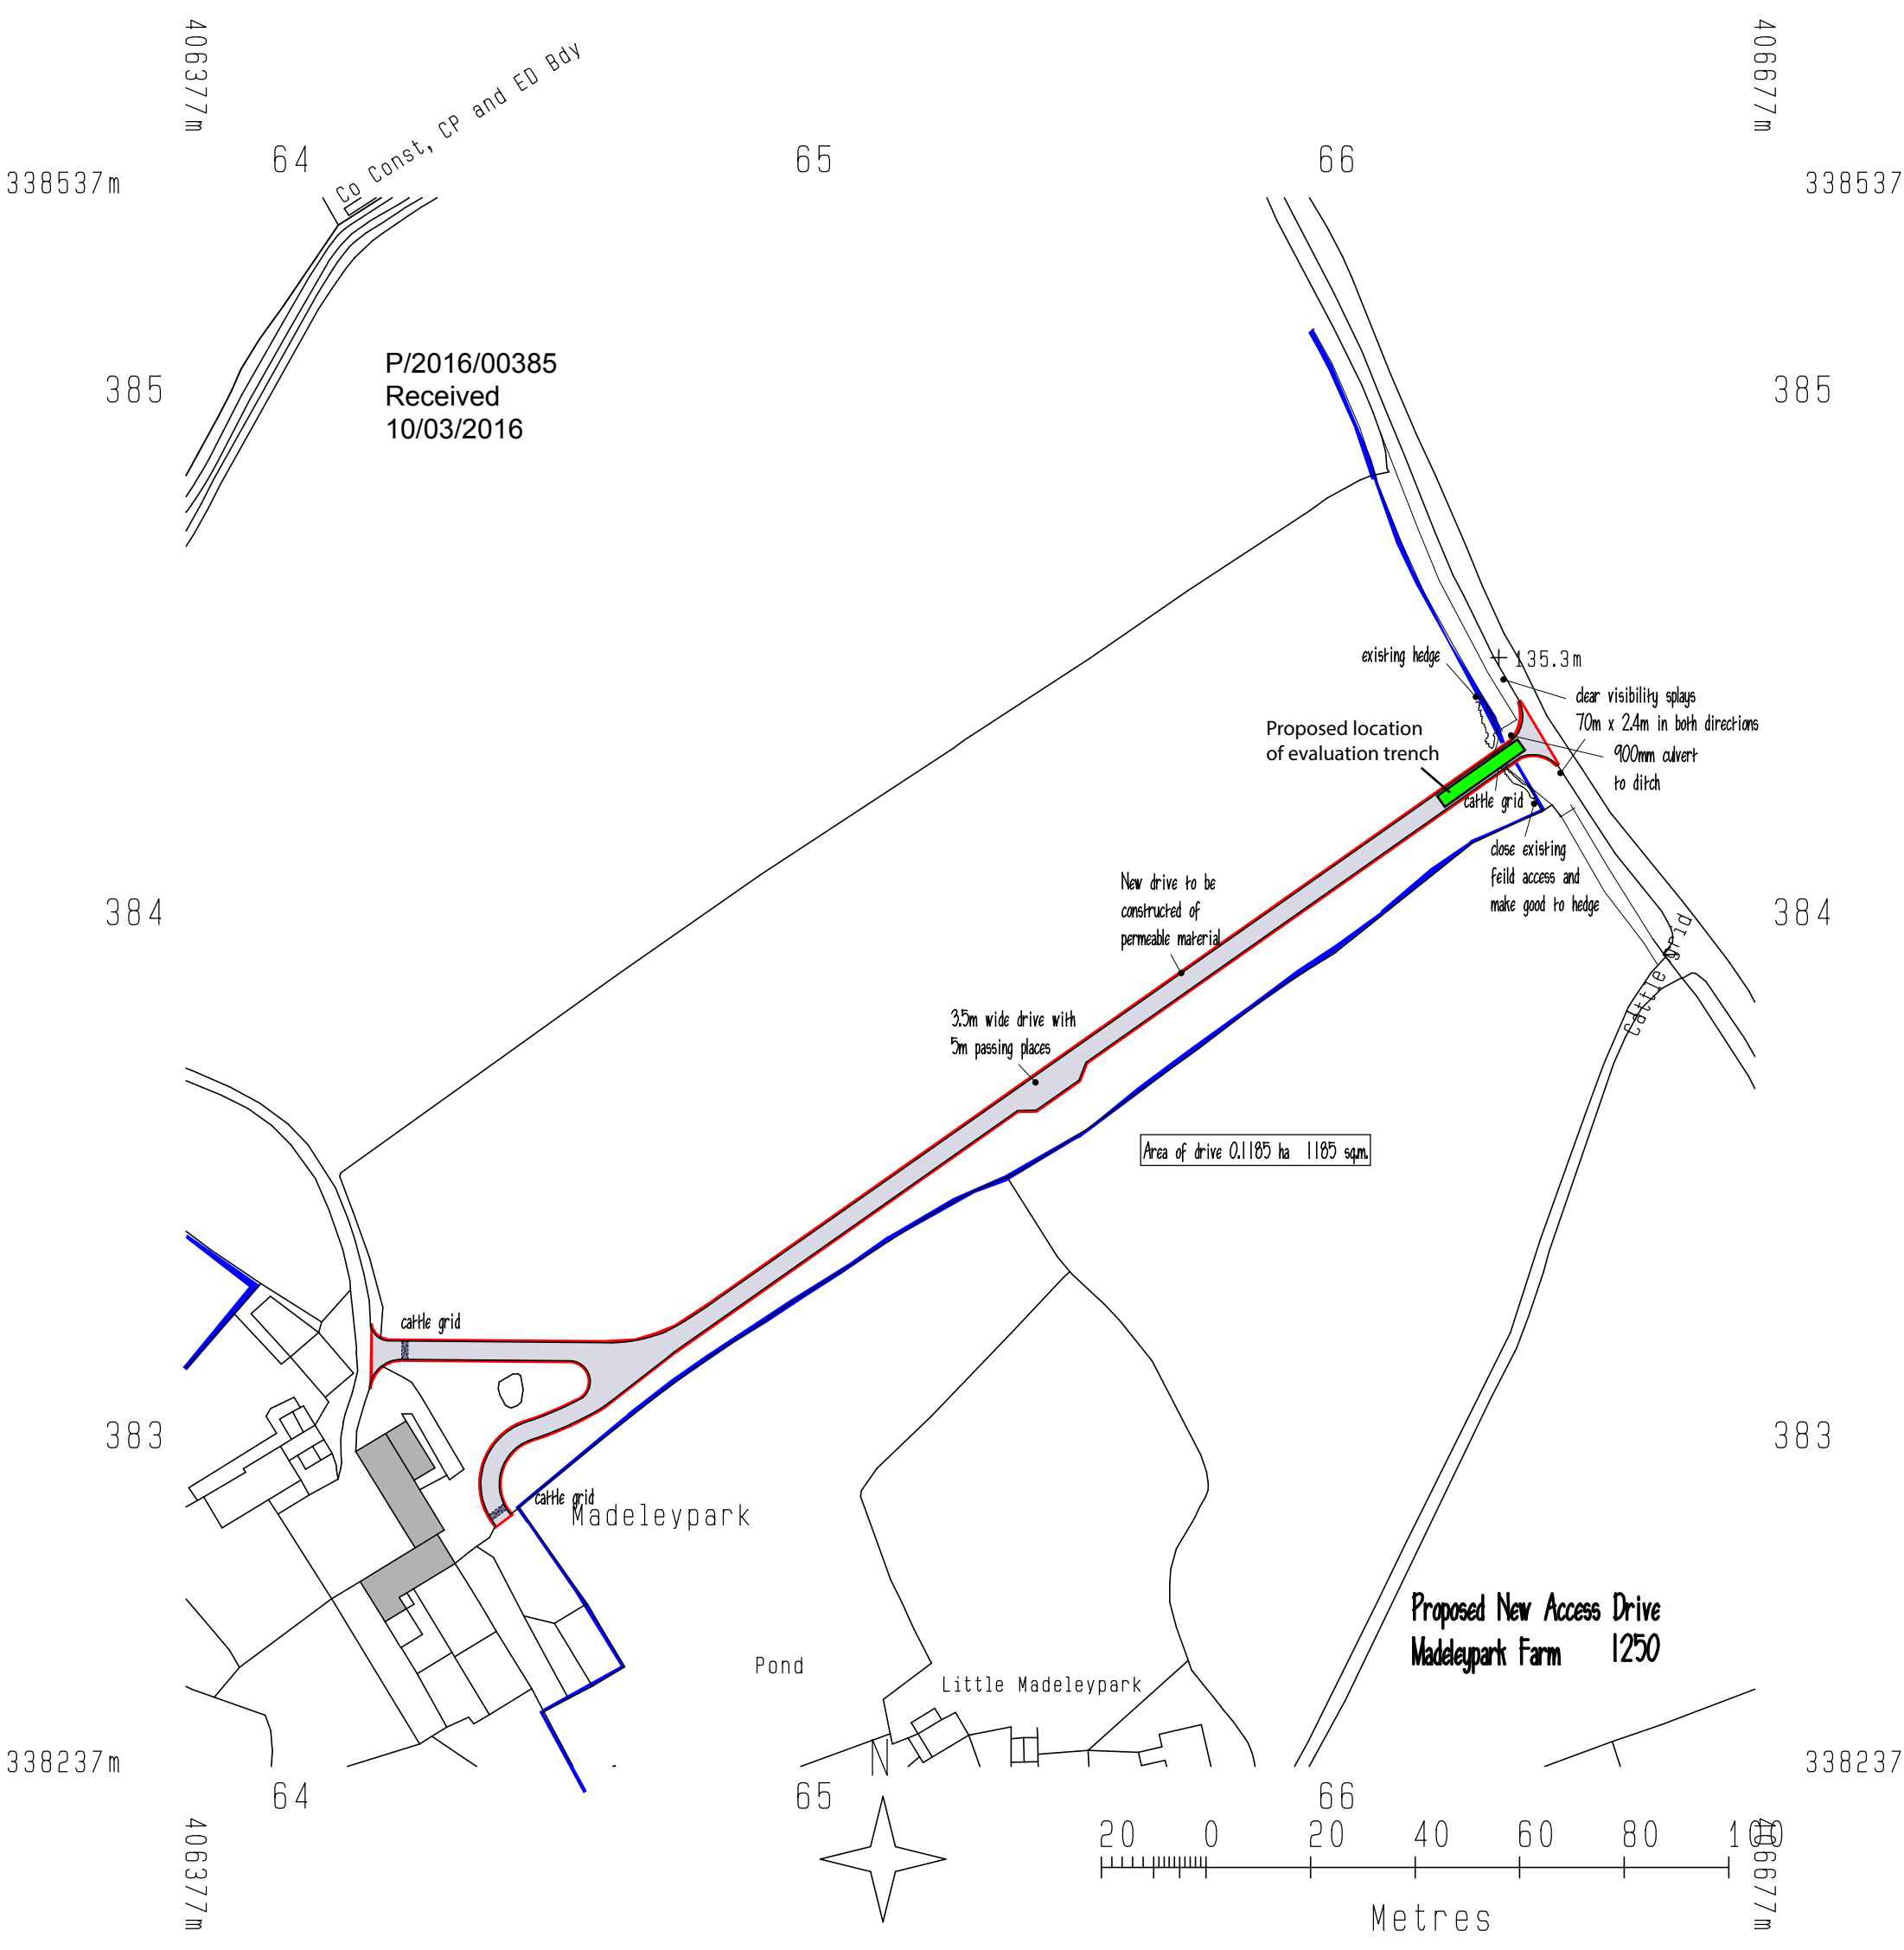 406377m
406677m
Co Const, CP and ED Bdy
64
65
66
338537m
338537
P/2016/00385
Received
10/03/2016
385
385
existing hedge
135.3m
clear visibility splays
70m x 2.4m in both directions
Proposed location
of evaluation trench
900mm culvert
to ditch
cattle grid
close existing
feild access and
make good to hedge
New drive to be
constructed of
permeable material
384
384
Cattle Grid
3.5m wide drive with
5m passing places
Area of drive 0.1185 ha 1185 sq.m.
cattle grid
383
383
cattle grid
Madeleypark
Proposed New Access Drive
Madeleypark Farm 1250
Pond
Little Madeleypark
N
338237m
338237
64
65
66
406377m
20 0 20 40 60 80 100
406677m
Metres